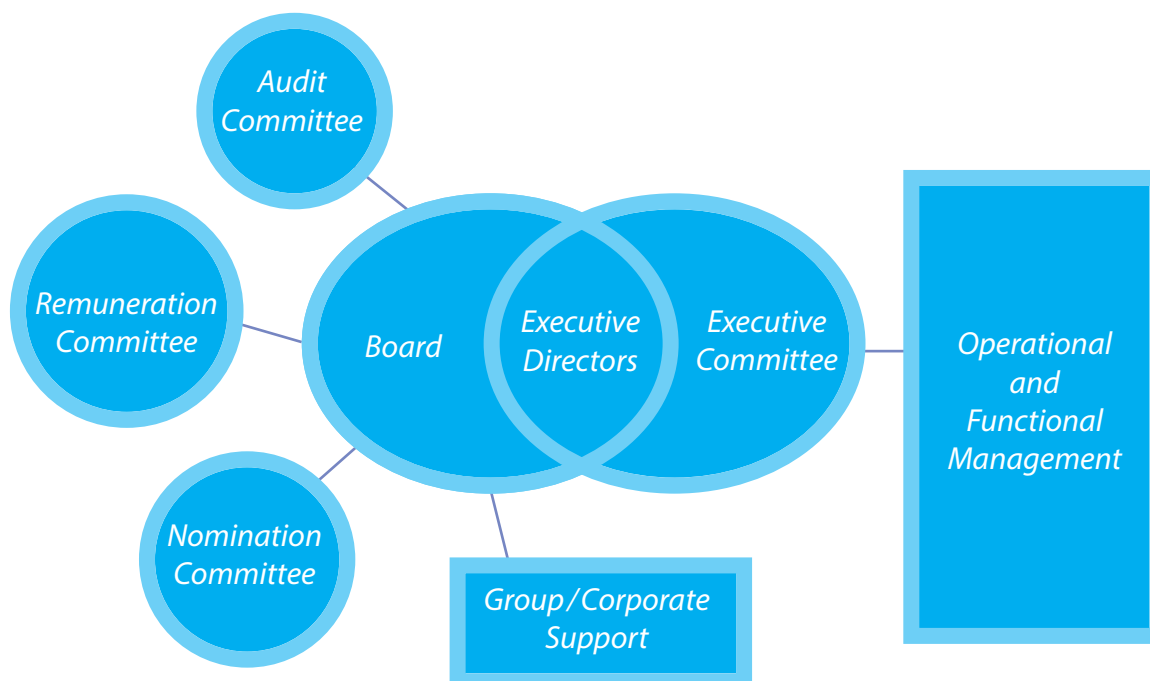 Audit
Committee
Remuneration
Committee
Board
Executive
Directors
Executive
Committee
Operational
and
Functional
Management
Nomination
Committee
Group/Corporate
Support